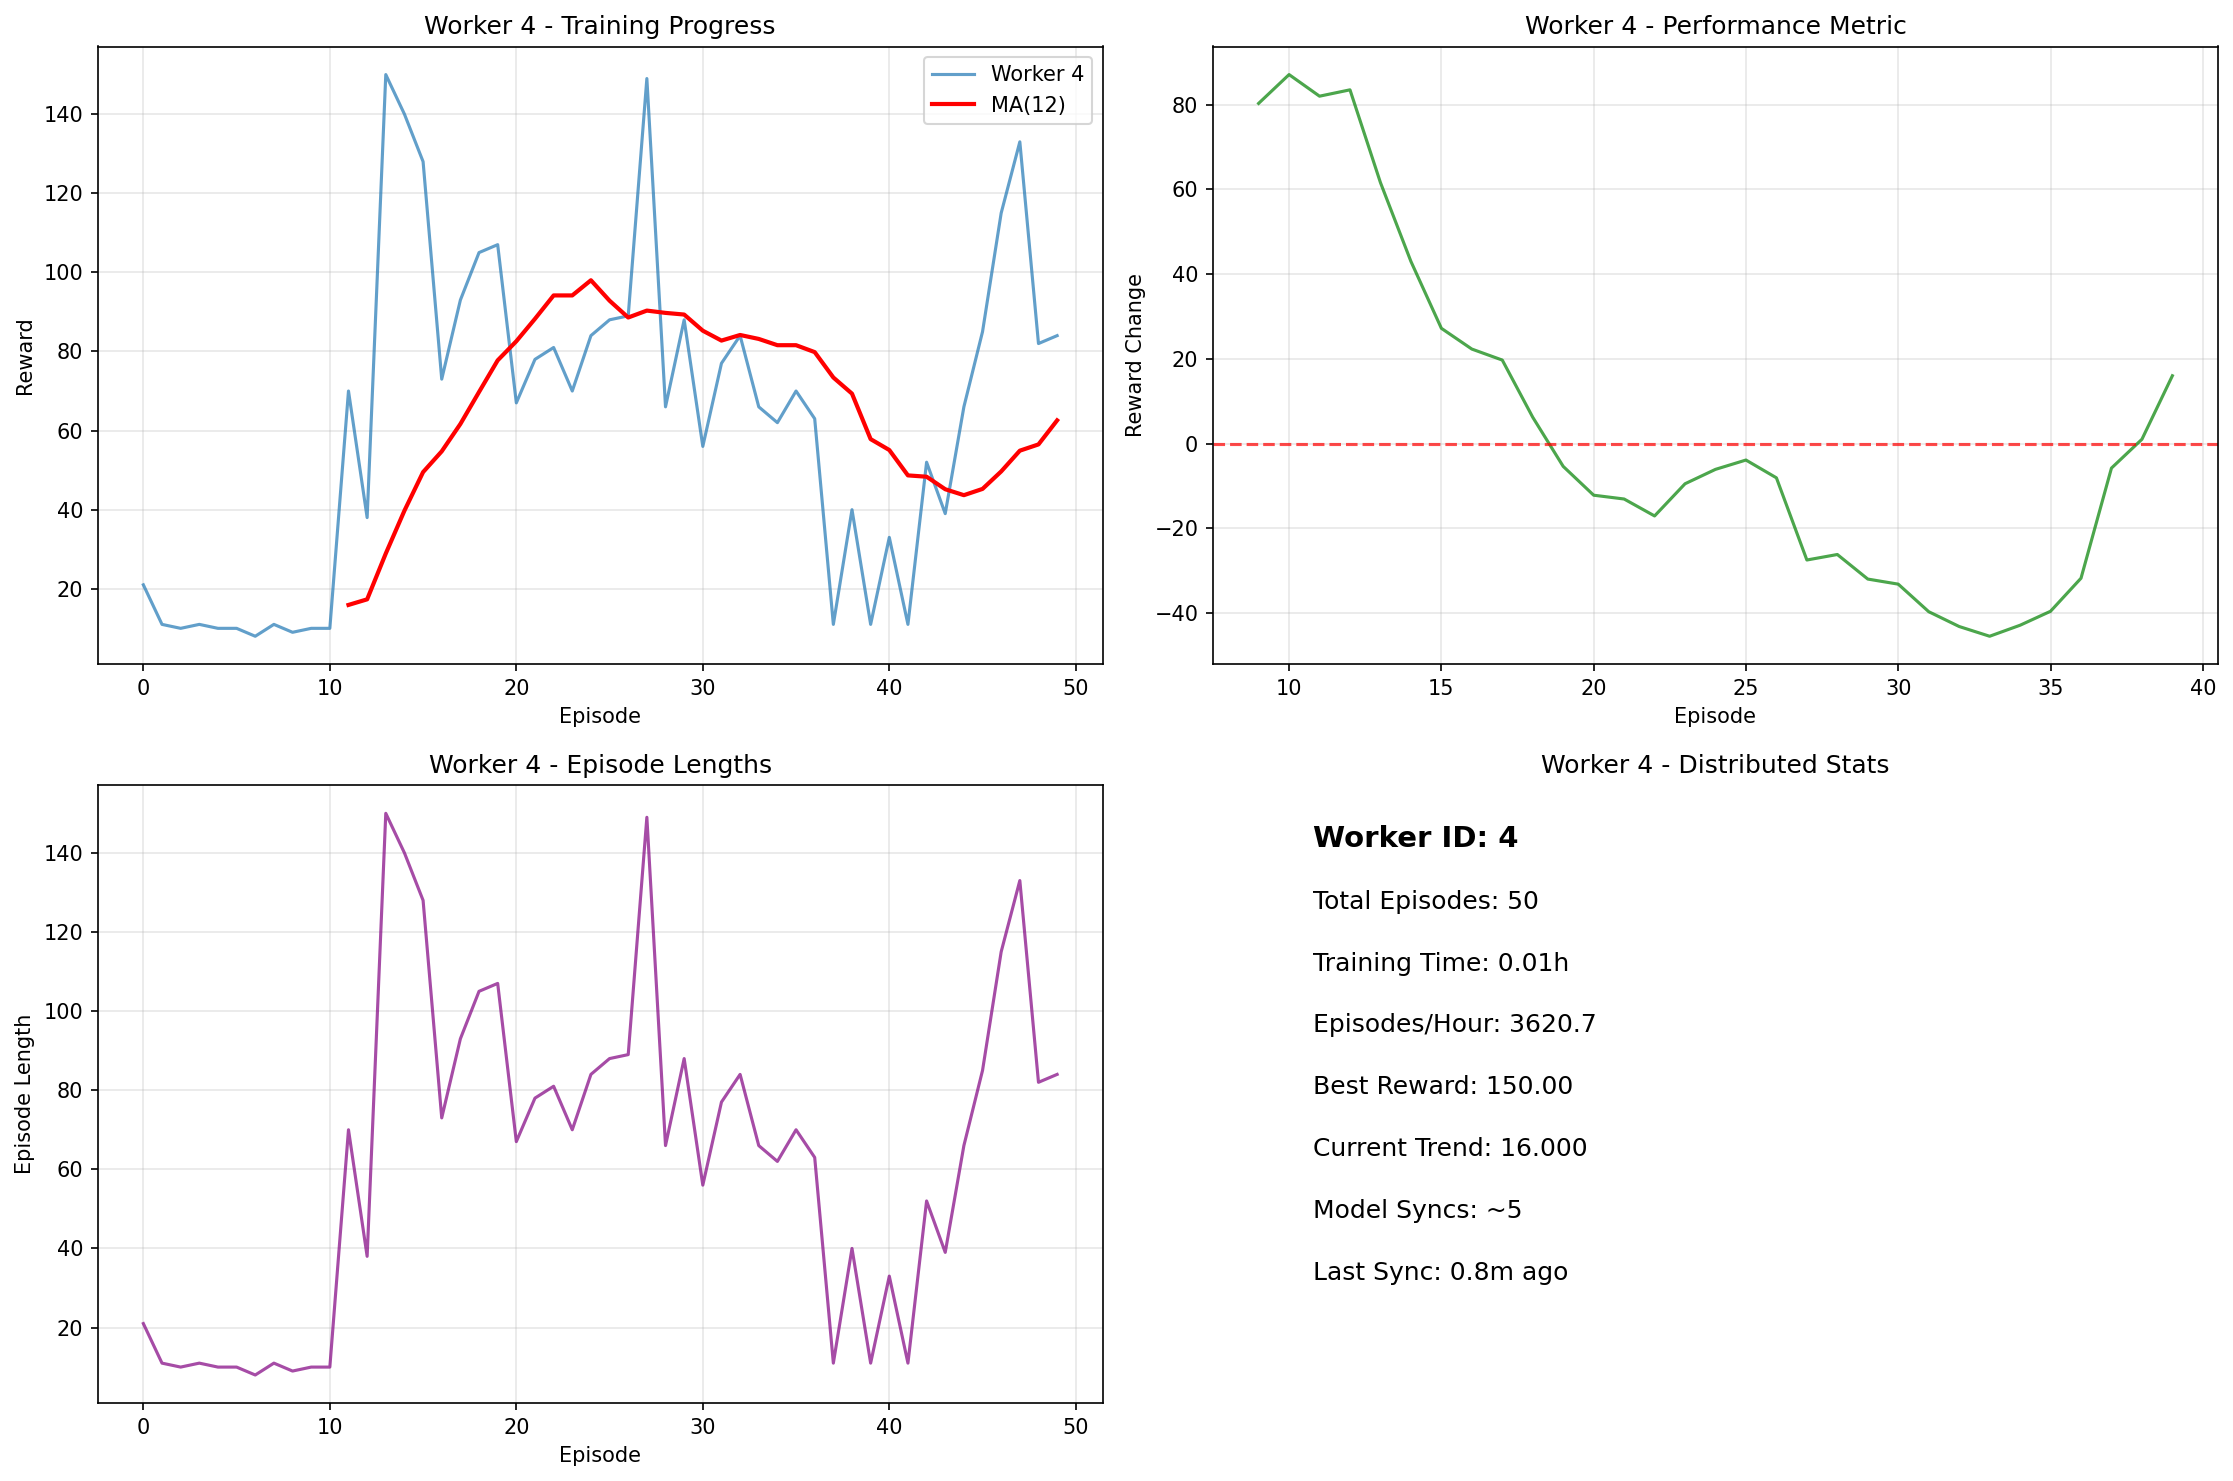 Worker 4 - Training Progress
Worker 4
MA(12)
Reward
140
120
100
80
60
40
20
0
10
20
30
40
50
Episode
Worker 4 - Performance Metric
Reward Change
80
60
40
20
0
−20
−40
10
15
20
25
30
35
40
Episode
Worker 4 - Episode Lengths
Episode Length
140
120
100
80
60
40
20
0
10
20
30
40
50
Episode
Worker 4 - Distributed Stats
Worker ID: 4
Total Episodes: 50
Training Time: 0.01h
Episodes/Hour: 3620.7
Best Reward: 150.00
Current Trend: 16.000
Model Syncs: ~5
Last Sync: 0.8m ago